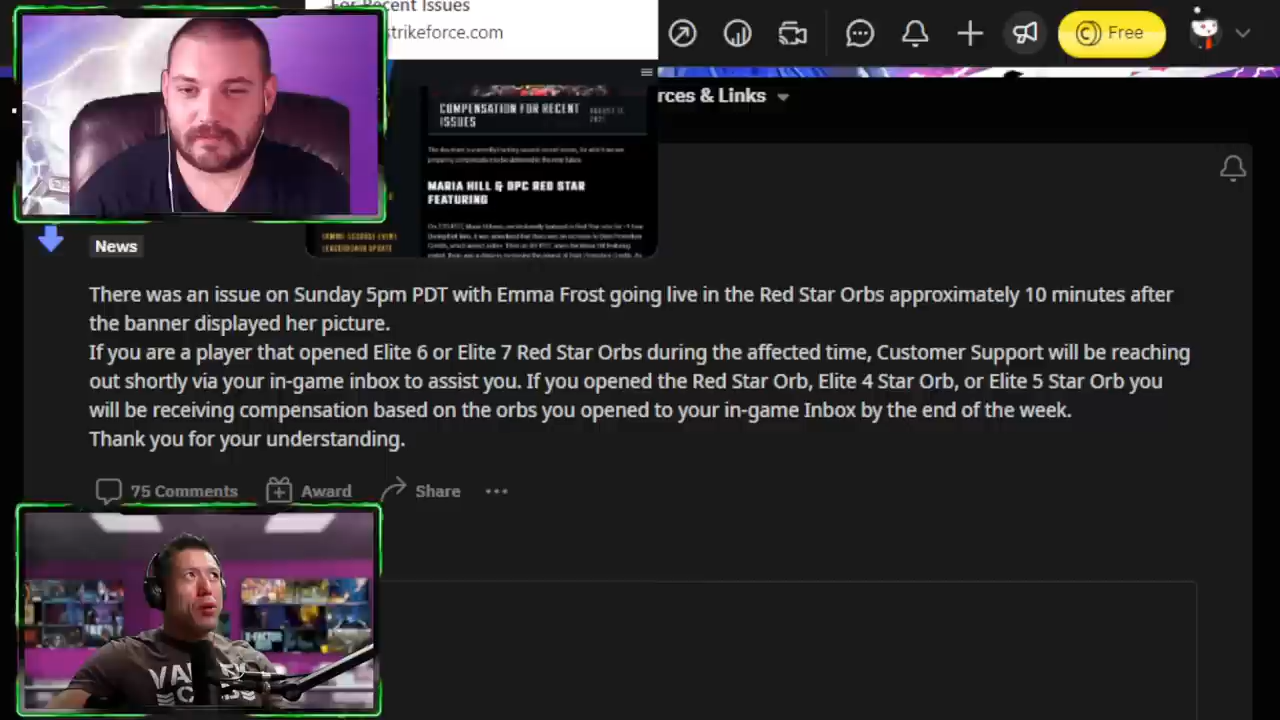 For Recent Issues
strikeforce.com
Free
COMPENSATION FOR RECENT
ISSUES
rces & Links
MARIA HILL & DPC RED STAR
FEATURING
LEADERBOARD UPDATE
News
There was an issue on Sunday 5pm PDT with Emma Frost going live in the Red Star Orbs approximately 10 minutes after
the banner displayed her picture.
If you are a player that opened Elite 6 or Elite 7 Red Star Orbs during the affected time, Customer Support will be reaching
out shortly via your in-game inbox to assist you. If you opened the Red Star Orb, Elite 4 Star Orb, or Elite 5 Star Orb you
will be receiving compensation based on the orbs you opened to your in-game Inbox by the end of the week.
Thank you for your understanding.
75 Comments
Award
Share